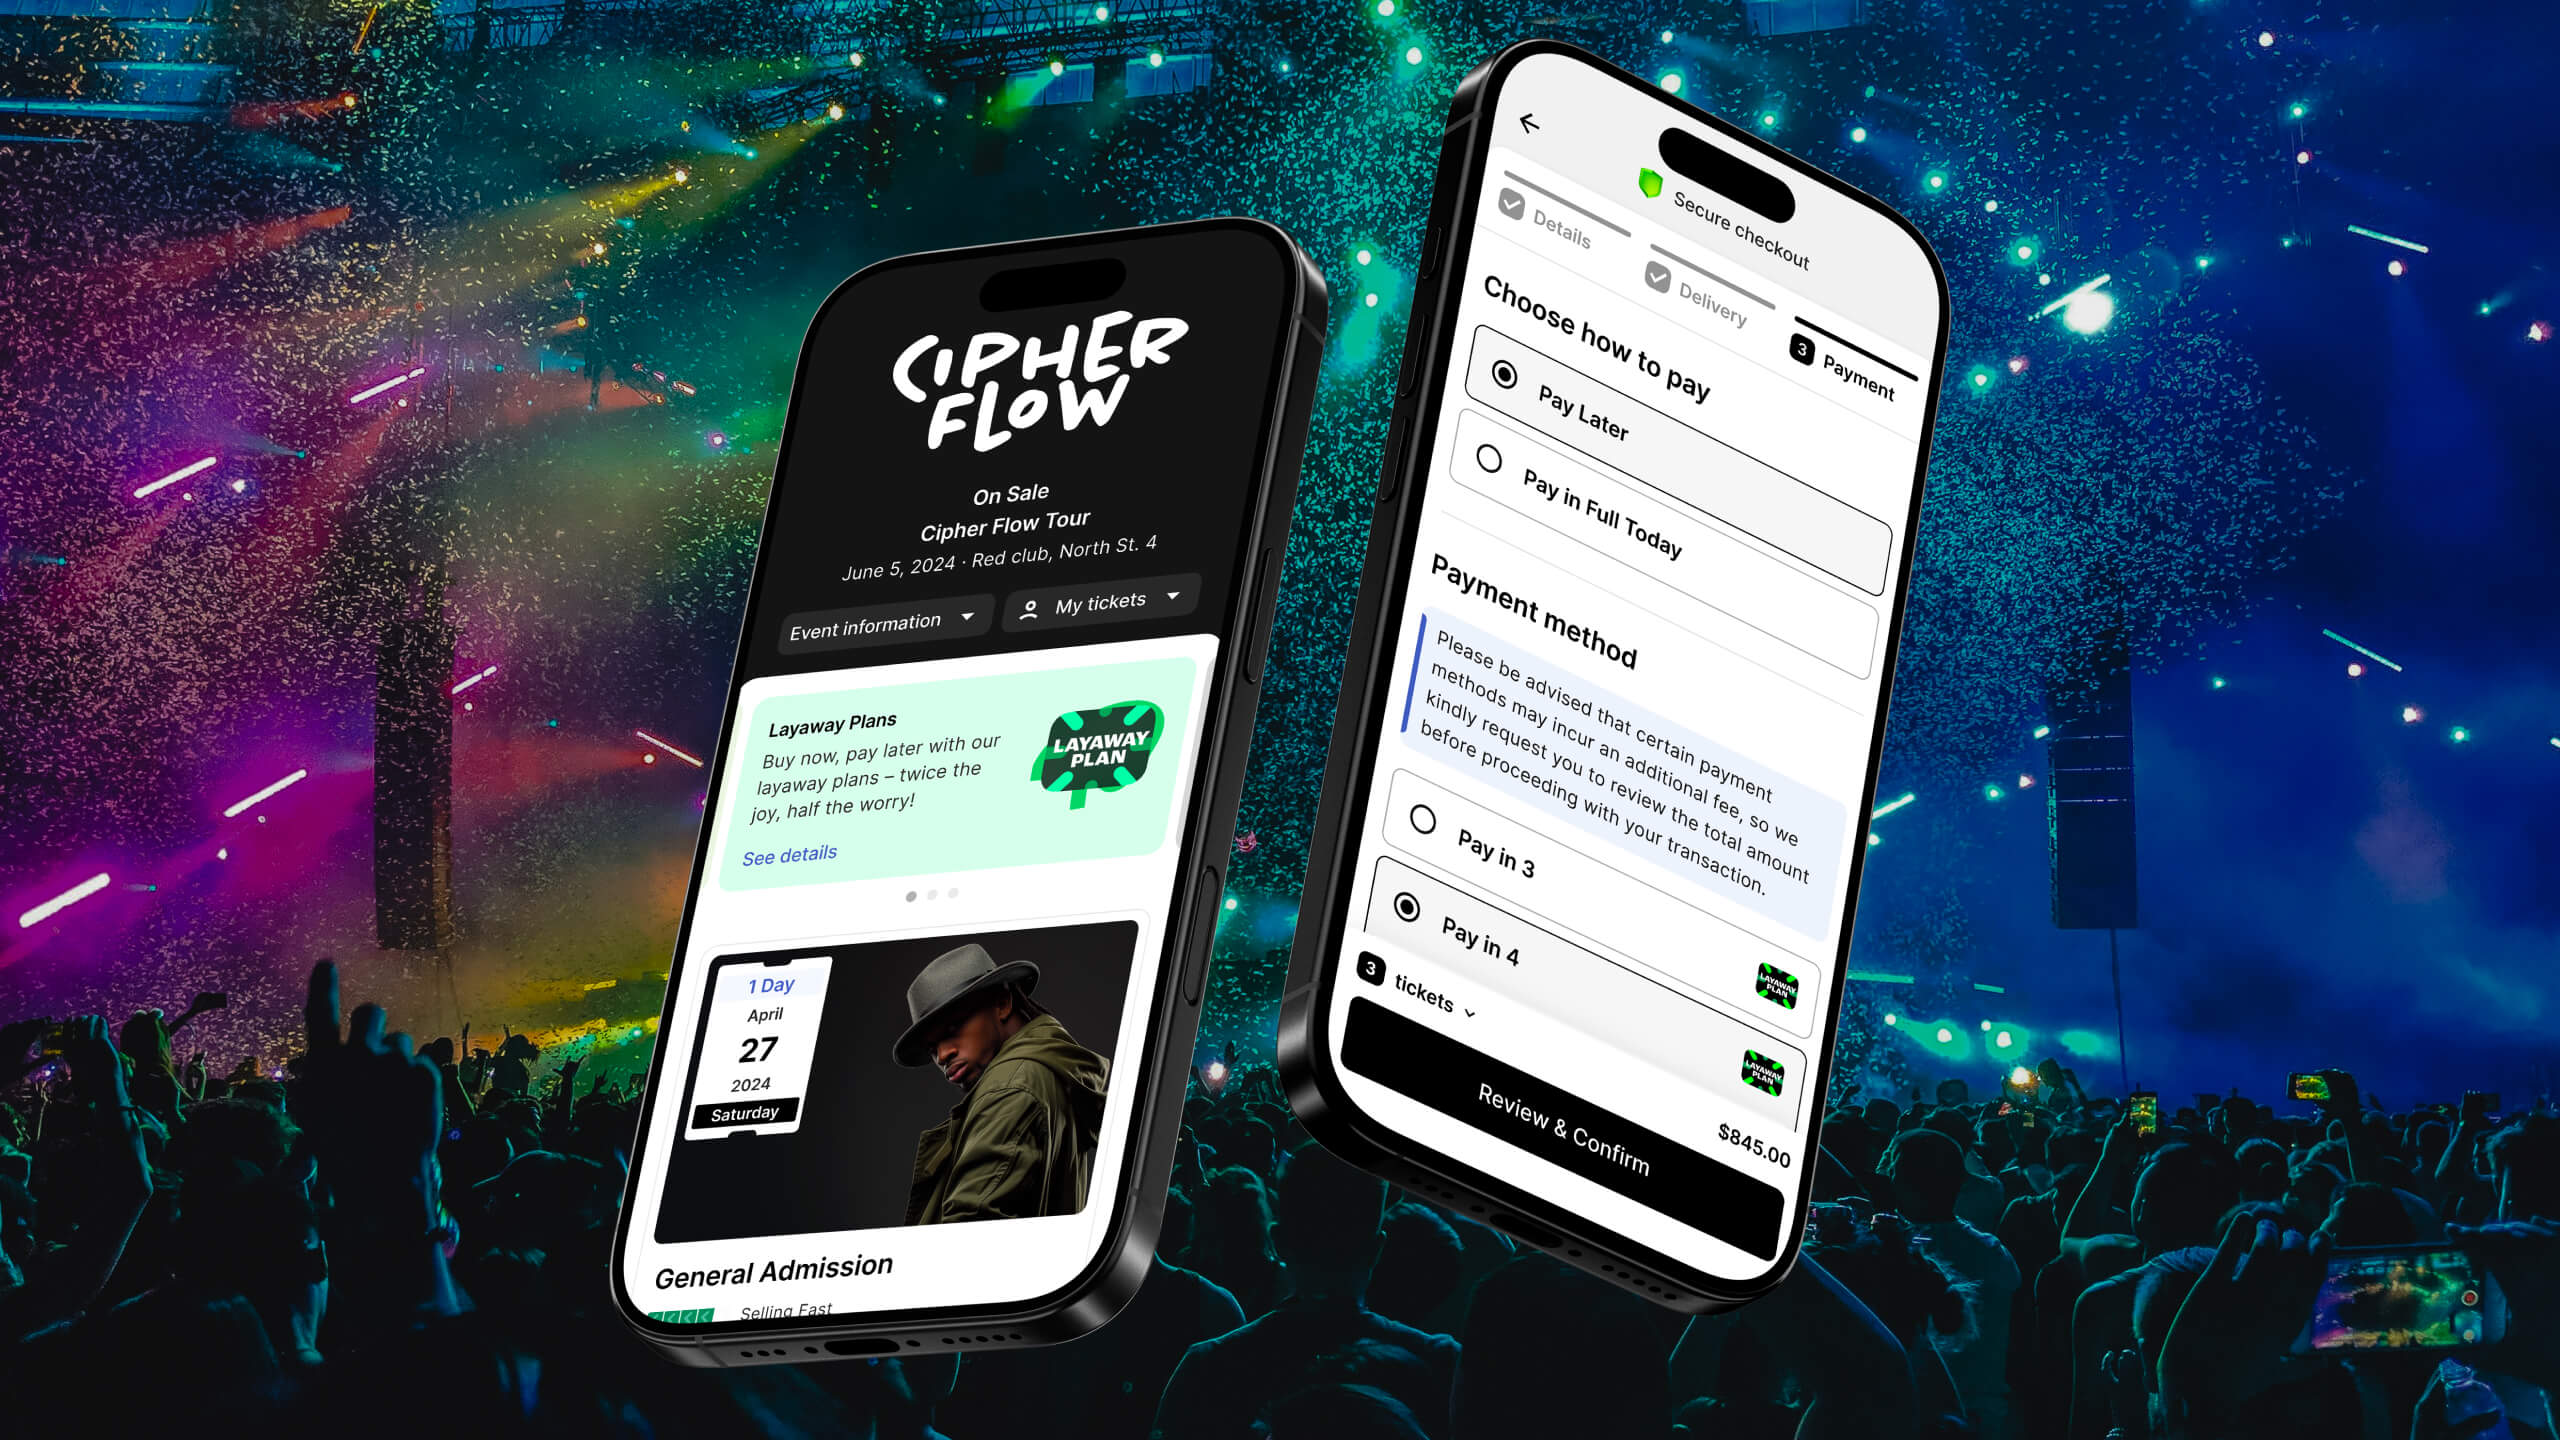 CIPHER
FLOW
On Sale
Cipher Flow Tour
June 5, 2024 · Red club, North St. 4
Event information
My tickets
Layaway Plans
Buy now, pay later with our
layaway plans – twice the
joy, half the worry!
See details
LAYAWAY
PLAN
1 Day
April
27
2024
Saturday
General Admission
Selling Fast
Secure checkout
Details
Delivery
3 Payment
Choose how to pay
Pay Later
Pay in Full Today
Payment method
Please be advised that certain payment
methods may incur an additional fee, so we
kindly request you to review the total amount
before proceeding with your transaction.
Pay in 3
LAYAWAY
PLAN
Pay in 4
LAYAWAY
PLAN
3 tickets
$845.00
Review & Confirm